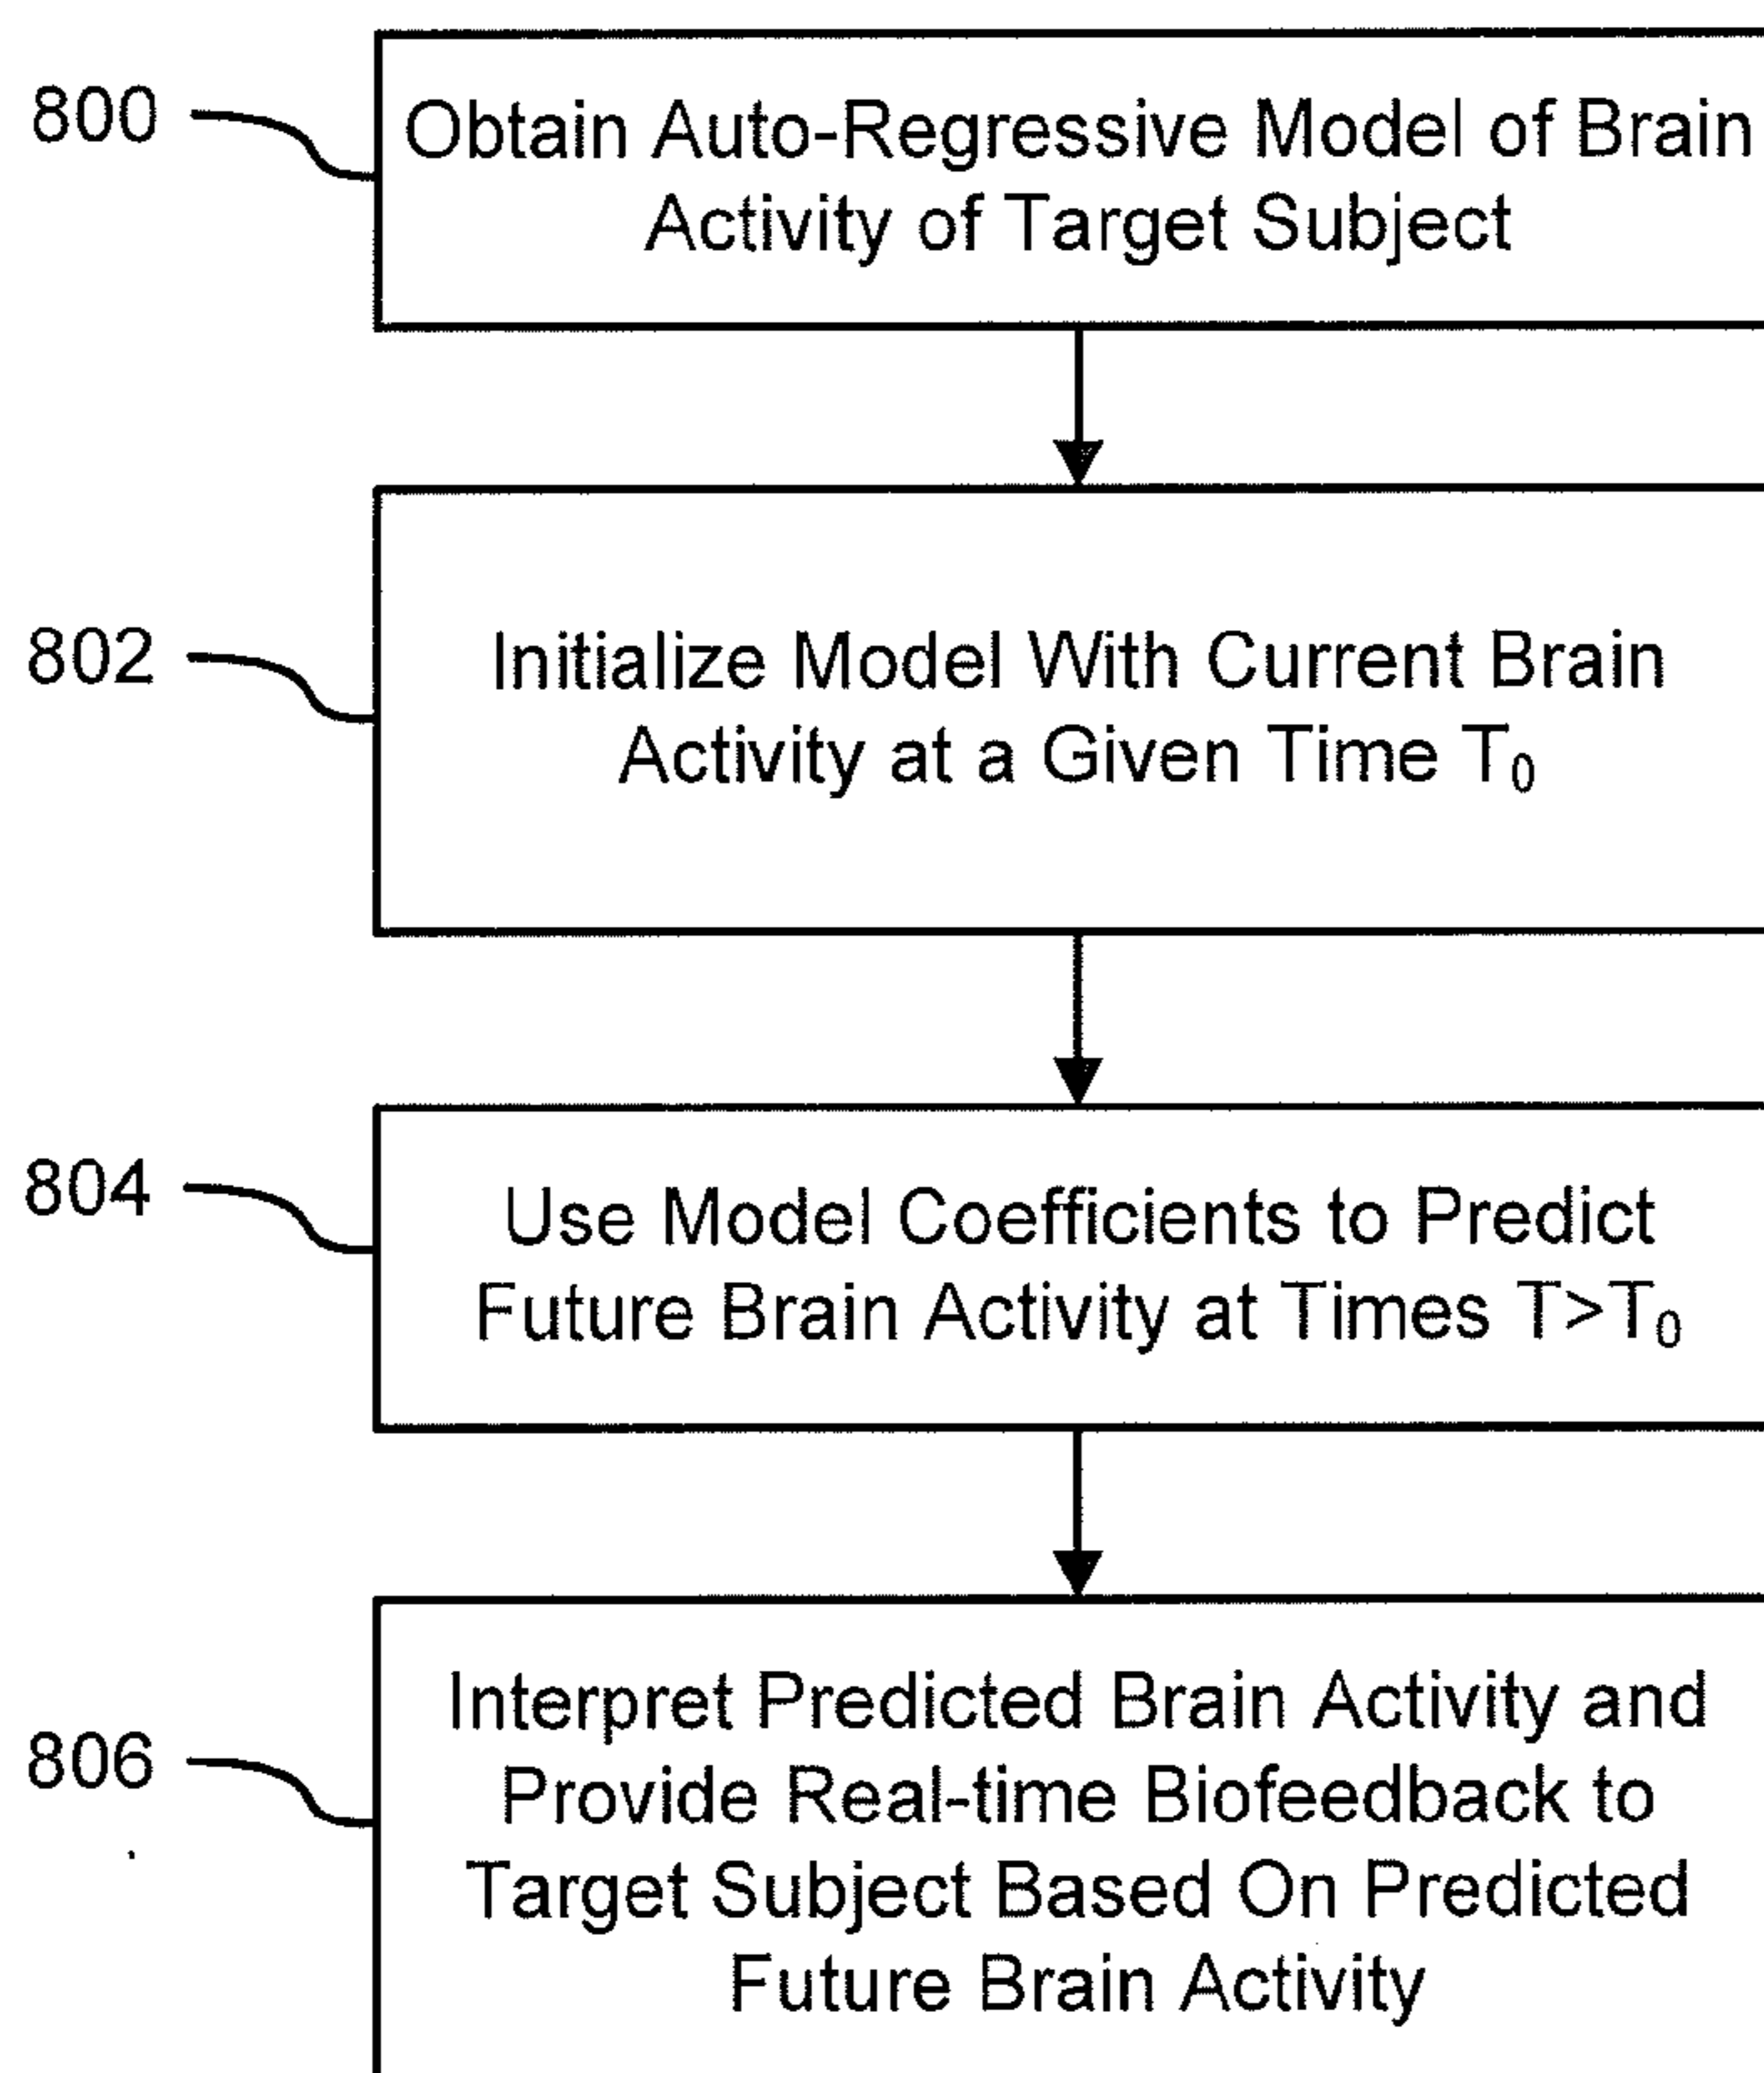 800
Obtain Auto-Regressive Model of Brain
Activity of Target Subject
802
Initialize Model With Current Brain
Activity at a Given Time T₀
804
Use Model Coefficients to Predict
Future Brain Activity at Times T>T₀
806
Interpret Predicted Brain Activity and
Provide Real-time Biofeedback to
Target Subject Based On Predicted
Future Brain Activity